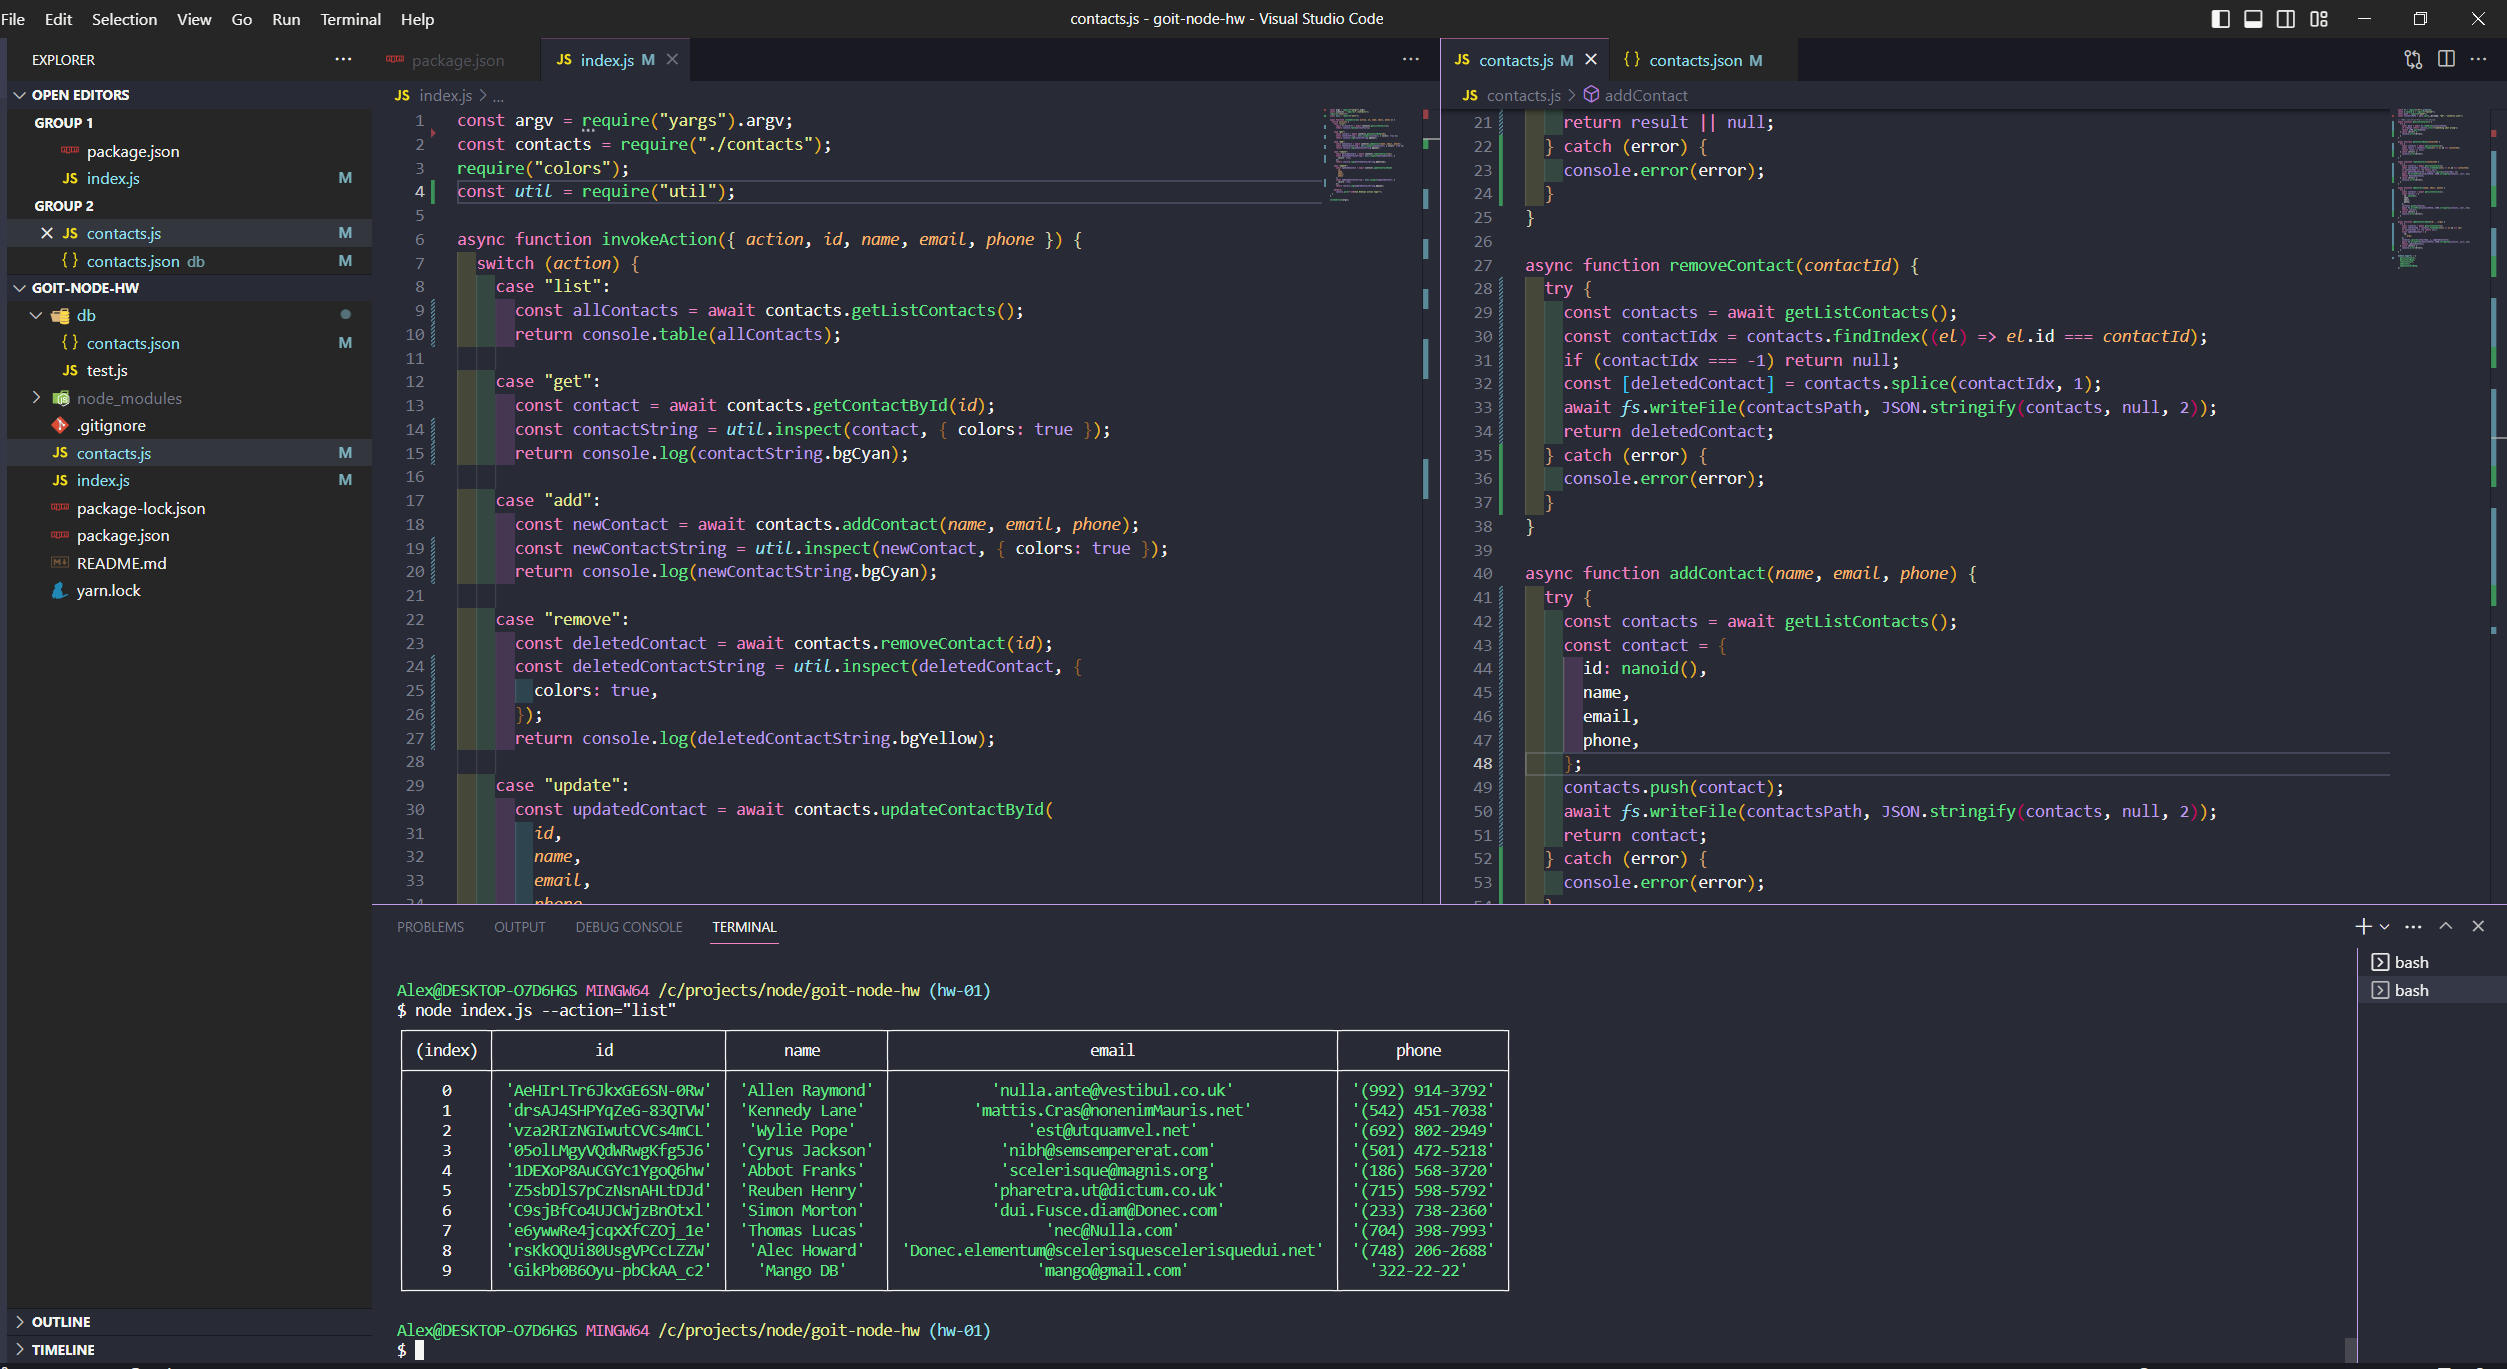 File Edit Selection View Go Run Terminal Help
contacts.js - goit-node-hw - Visual Studio Code
EXPLORER
OPEN EDITORS
GROUP 1
package.json
JS index.js M
GROUP 2
JS contacts.js M
{} contacts.json db M
GOIT-NODE-HW
db
{} contacts.json M
JS test.js
node_modules
.gitignore
JS contacts.js M
JS index.js M
package-lock.json
package.json
README.md
yarn.lock
OUTLINE
TIMELINE
package.json
JS index.js M
JS index.js > ...
1 const argv = require("yargs").argv;
2 const contacts = require("./contacts");
3 require("colors");
4 const util = require("util");
5
6 async function invokeAction({ action, id, name, email, phone }) {
7 switch (action) {
8 case "list":
9 const allContacts = await contacts.getListContacts();
10 return console.table(allContacts);
11
12 case "get":
13 const contact = await contacts.getContactById(id);
14 const contactString = util.inspect(contact, { colors: true });
15 return console.log(contactString.bgCyan);
16
17 case "add":
18 const newContact = await contacts.addContact(name, email, phone);
19 const newContactString = util.inspect(newContact, { colors: true });
20 return console.log(newContactString.bgCyan);
21
22 case "remove":
23 const deletedContact = await contacts.removeContact(id);
24 const deletedContactString = util.inspect(deletedContact, {
25 colors: true,
26 });
27 return console.log(deletedContactString.bgYellow);
28
29 case "update":
30 const updatedContact = await contacts.updateContactById(
31 id,
32 name,
33 email,
34 phone
JS contacts.js M
{} contacts.json M
JS contacts.js > addContact
21 return result || null;
22 } catch (error) {
23 console.error(error);
24 }
25 }
26
27 async function removeContact(contactId) {
28 try {
29 const contacts = await getListContacts();
30 const contactIdx = contacts.findIndex((el) => el.id === contactId);
31 if (contactIdx === -1) return null;
32 const [deletedContact] = contacts.splice(contactIdx, 1);
33 await fs.writeFile(contactsPath, JSON.stringify(contacts, null, 2));
34 return deletedContact;
35 } catch (error) {
36 console.error(error);
37 }
38 }
39
40 async function addContact(name, email, phone) {
41 try {
42 const contacts = await getListContacts();
43 const contact = {
44 id: nanoid(),
45 name,
46 email,
47 phone,
48 };
49 contacts.push(contact);
50 await fs.writeFile(contactsPath, JSON.stringify(contacts, null, 2));
51 return contact;
52 } catch (error) {
53 console.error(error);
54 }
PROBLEMS OUTPUT DEBUG CONSOLE TERMINAL
bash
bash
Alex@DESKTOP-O7D6HGS MINGW64 /c/projects/node/goit-node-hw (hw-01)
$ node index.js --action="list"
(index) id name email phone
0 'AeHIrLTr6JkxGE6SN-0Rw' 'Allen Raymond' 'nulla.ante@vestibul.co.uk' '(992) 914-3792'
1 'drsAJ4SHPYqZeG-83QTVW' 'Kennedy Lane' 'mattis.Cras@nonenimMauris.net' '(542) 451-7038'
2 'vza2RIzNGIwutCVCs4mCL' 'Wylie Pope' 'est@utquamvel.net' '(692) 802-2949'
3 '05olLMgyVQdWRwgKfg5J6' 'Cyrus Jackson' 'nibh@semsempererat.com' '(501) 472-5218'
4 '1DEXoP8AuCGYc1YgoQ6hw' 'Abbot Franks' 'scelerisque@magnis.org' '(186) 568-3720'
5 'Z5sbDlS7pCzNsnAHLtDJd' 'Reuben Henry' 'pharetra.ut@dictum.co.uk' '(715) 598-5792'
6 'C9sjBfCo4UJCWjzBnOtxl' 'Simon Morton' 'dui.Fusce.diam@Donec.com' '(233) 738-2360'
7 'e6ywwRe4jcqxXfCZOj_1e' 'Thomas Lucas' 'nec@Nulla.com' '(704) 398-7993'
8 'rsKkOQUi80UsgVPCcLZZW' 'Alec Howard' 'Donec.elementum@scelerisquescelerisquedui.net' '(748) 206-2688'
9 'GikPb0B6Oyu-pbCkAA_c2' 'Mango DB' 'mango@gmail.com' '322-22-22'
Alex@DESKTOP-O7D6HGS MINGW64 /c/projects/node/goit-node-hw (hw-01)
$